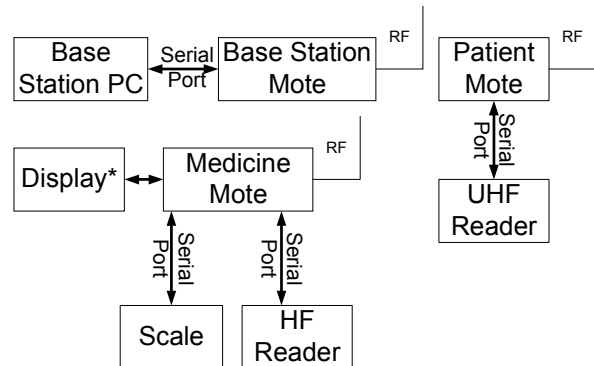 Base
Station PC
Serial
Port
Base Station
Mote
RF
Patient
Mote
RF
Serial
Port
UHF
Reader
Display*
Medicine
Mote
RF
Serial
Port
Serial
Port
Scale
HF
Reader